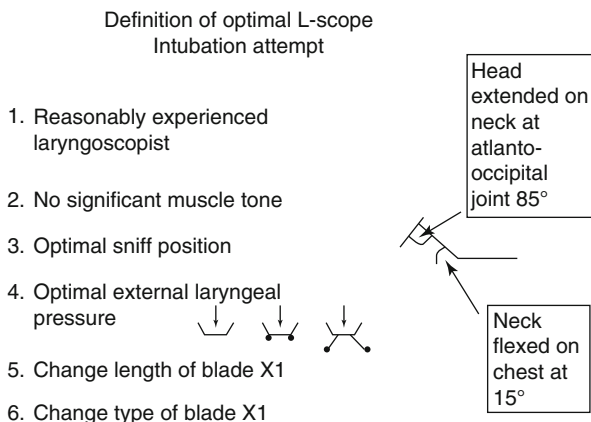 Definition of optimal L-scope
Intubation attempt
1. Reasonably experienced
laryngoscopist
2. No significant muscle tone
3. Optimal sniff position
4. Optimal external laryngeal
pressure
5. Change length of blade X1
6. Change type of blade X1
Head
extended on
neck at
atlanto-
occipital
joint 85°
Neck
flexed on
chest at
15°